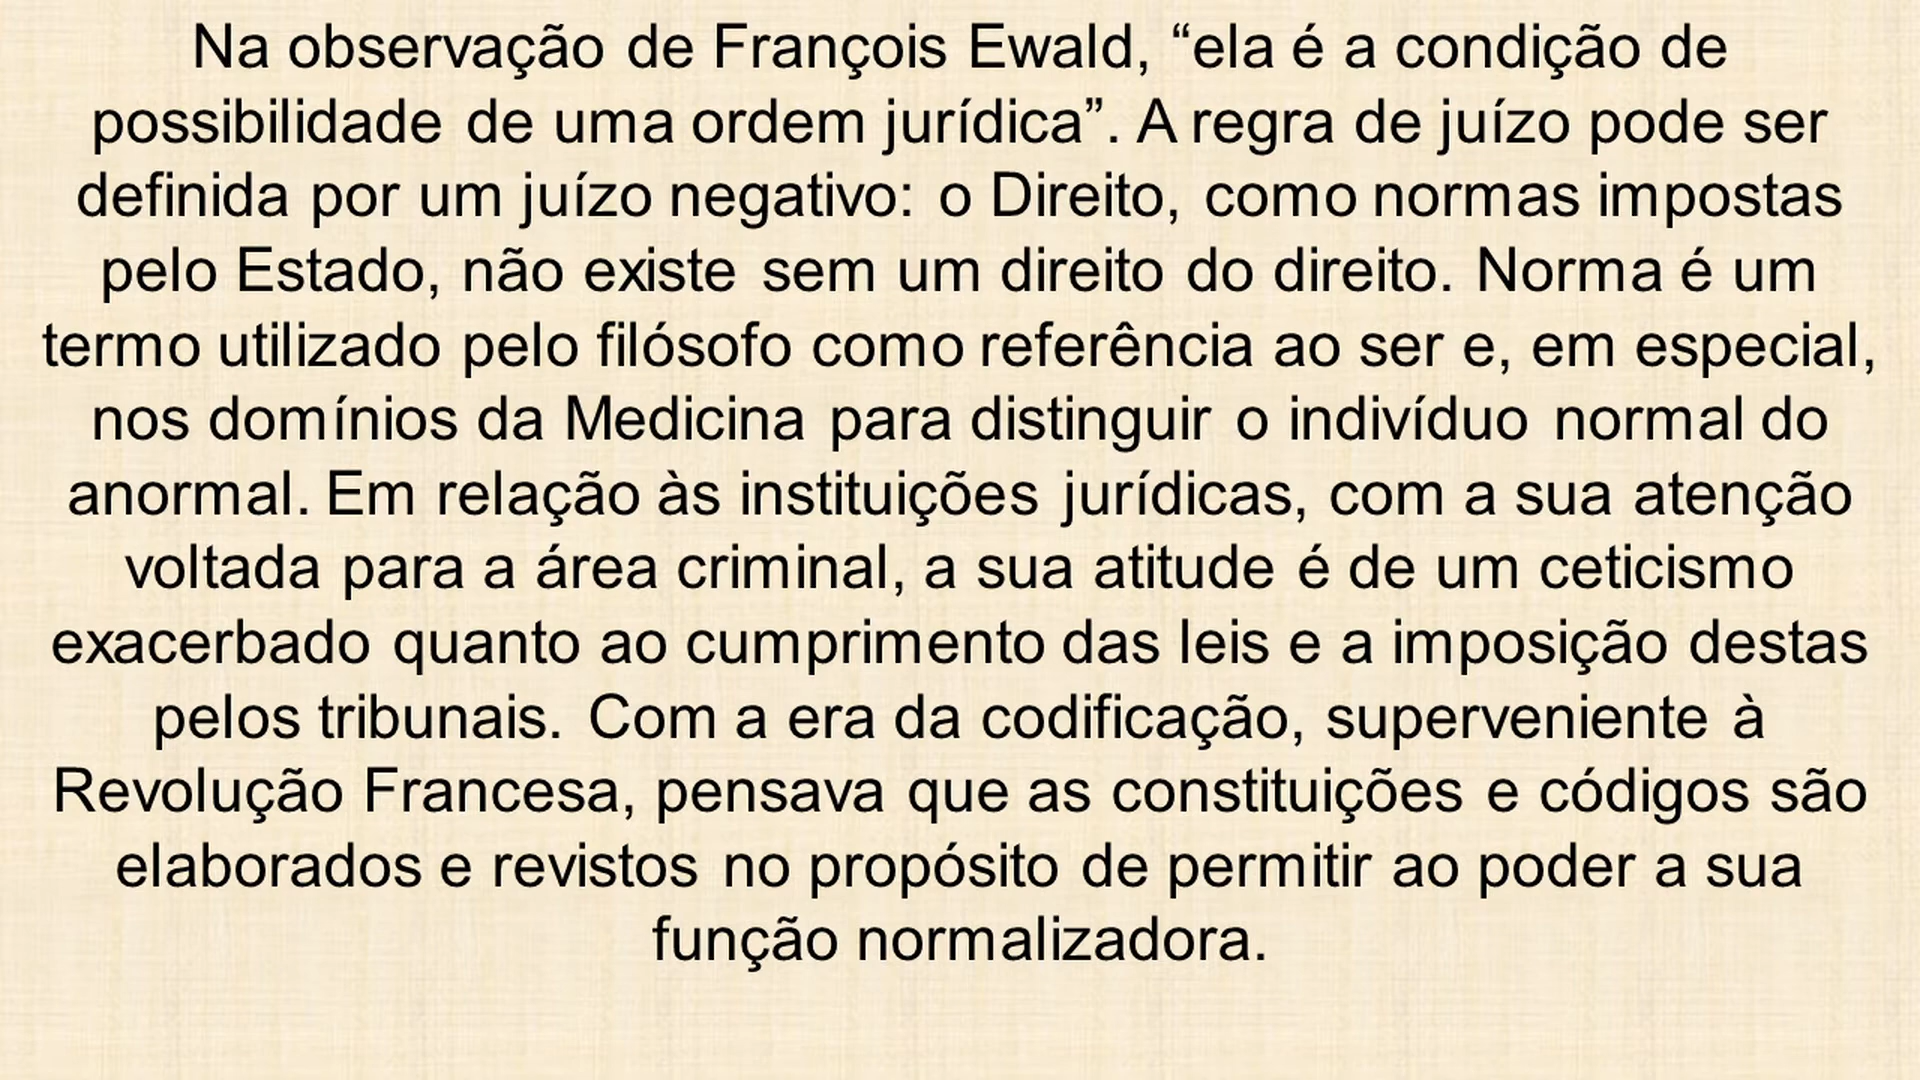 Na observação de François Ewald, “ela é a condição de
possibilidade de uma ordem jurídica”. A regra de juízo pode ser
definida por um juízo negativo: o Direito, como normas impostas
pelo Estado, não existe sem um direito do direito. Norma é um
termo utilizado pelo filósofo como referência ao ser e, em especial,
nos domínios da Medicina para distinguir o indivíduo normal do
anormal. Em relação às instituições jurídicas, com a sua atenção
voltada para a área criminal, a sua atitude é de um ceticismo
exacerbado quanto ao cumprimento das leis e a imposição destas
pelos tribunais. Com a era da codificação, superveniente à
Revolução Francesa, pensava que as constituições e códigos são
elaborados e revistos no propósito de permitir ao poder a sua
função normalizadora.